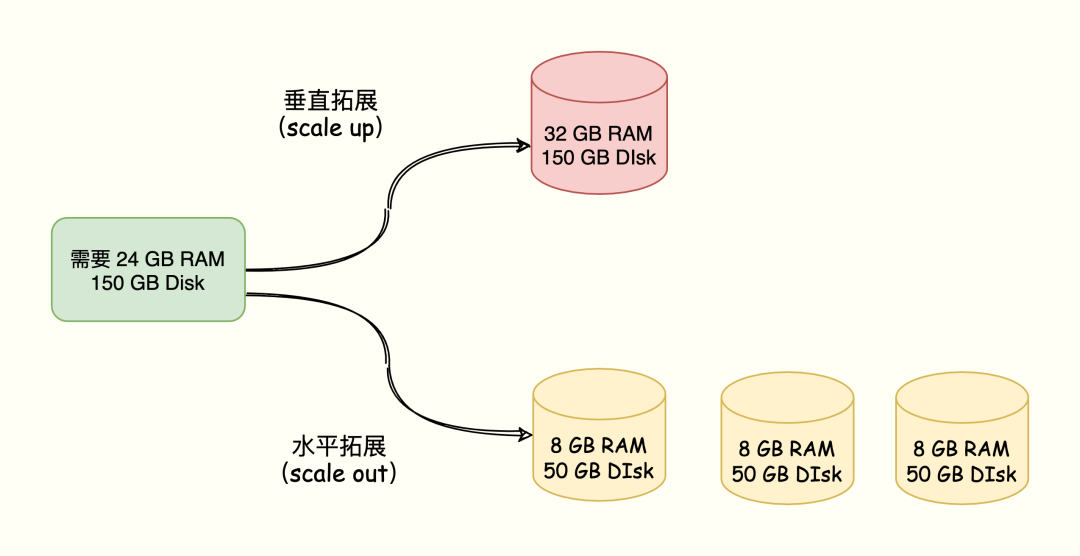 垂直拓展
(scale up)
32 GB RAM
150 GB DIsk
需要 24 GB RAM
150 GB Disk
水平拓展
(scale out)
8 GB RAM
50 GB DIsk
8 GB RAM
50 GB DIsk
8 GB RAM
50 GB DIsk